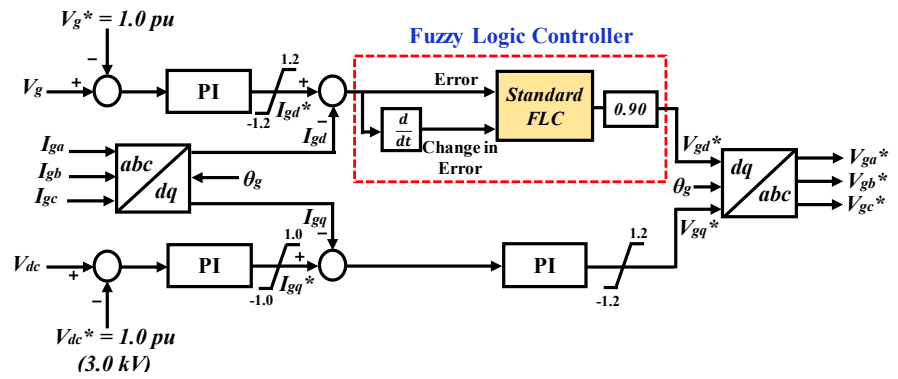 Vg* = 1.0 pu
Fuzzy Logic Controller
−
1.2
+
Vg
PI
+
Igd*
-1.2
−
Igd
Error
Standard
FLC
0.90
d
dt
Change in
Error
Vgd*
Iga
Igb
Igc
abc
dq
θg
dq
abc
θg
Vga*
Vgb*
Vgc*
Igq
−
Vgq*
1.0
+
Vdc
+
PI
Igq*
-1.0
PI
1.2
-1.2
−
Vdc* = 1.0 pu
(3.0 kV)